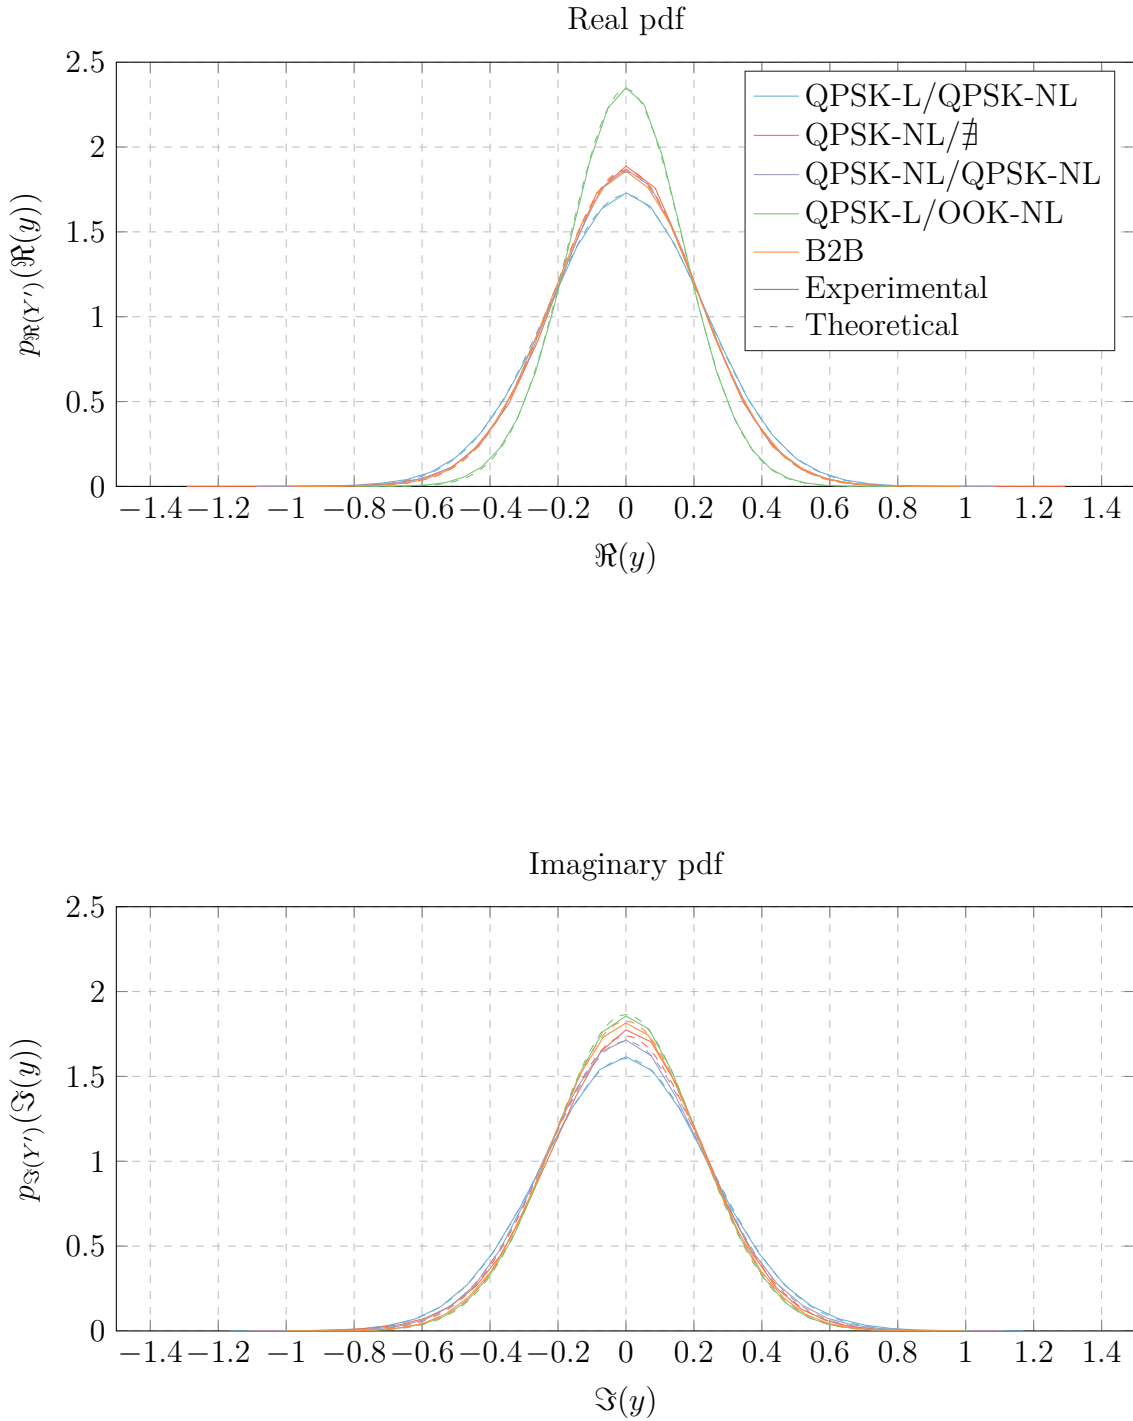 Real pdf
2.5
2
1.5
1
0.5
0
p_ℜ(Y′)(ℜ(y))
QPSK-L/QPSK-NL
QPSK-NL/∄
QPSK-NL/QPSK-NL
QPSK-L/OOK-NL
B2B
Experimental
Theoretical
−1.4 −1.2 −1 −0.8 −0.6 −0.4 −0.2 0 0.2 0.4 0.6 0.8 1 1.2 1.4
ℜ(y)
Imaginary pdf
2.5
2
1.5
1
0.5
0
p_ℑ(Y′)(ℑ(y))
−1.4 −1.2 −1 −0.8 −0.6 −0.4 −0.2 0 0.2 0.4 0.6 0.8 1 1.2 1.4
ℑ(y)